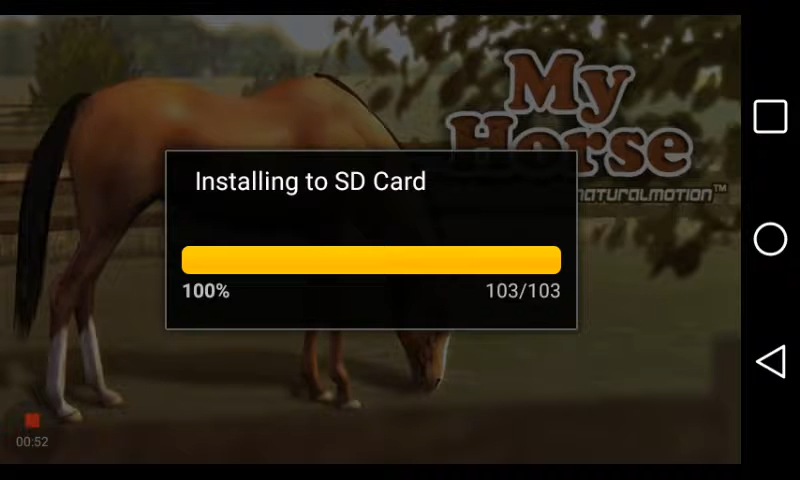 My
Horse
naturalmotion™
Installing to SD Card
100%
103/103
00:52